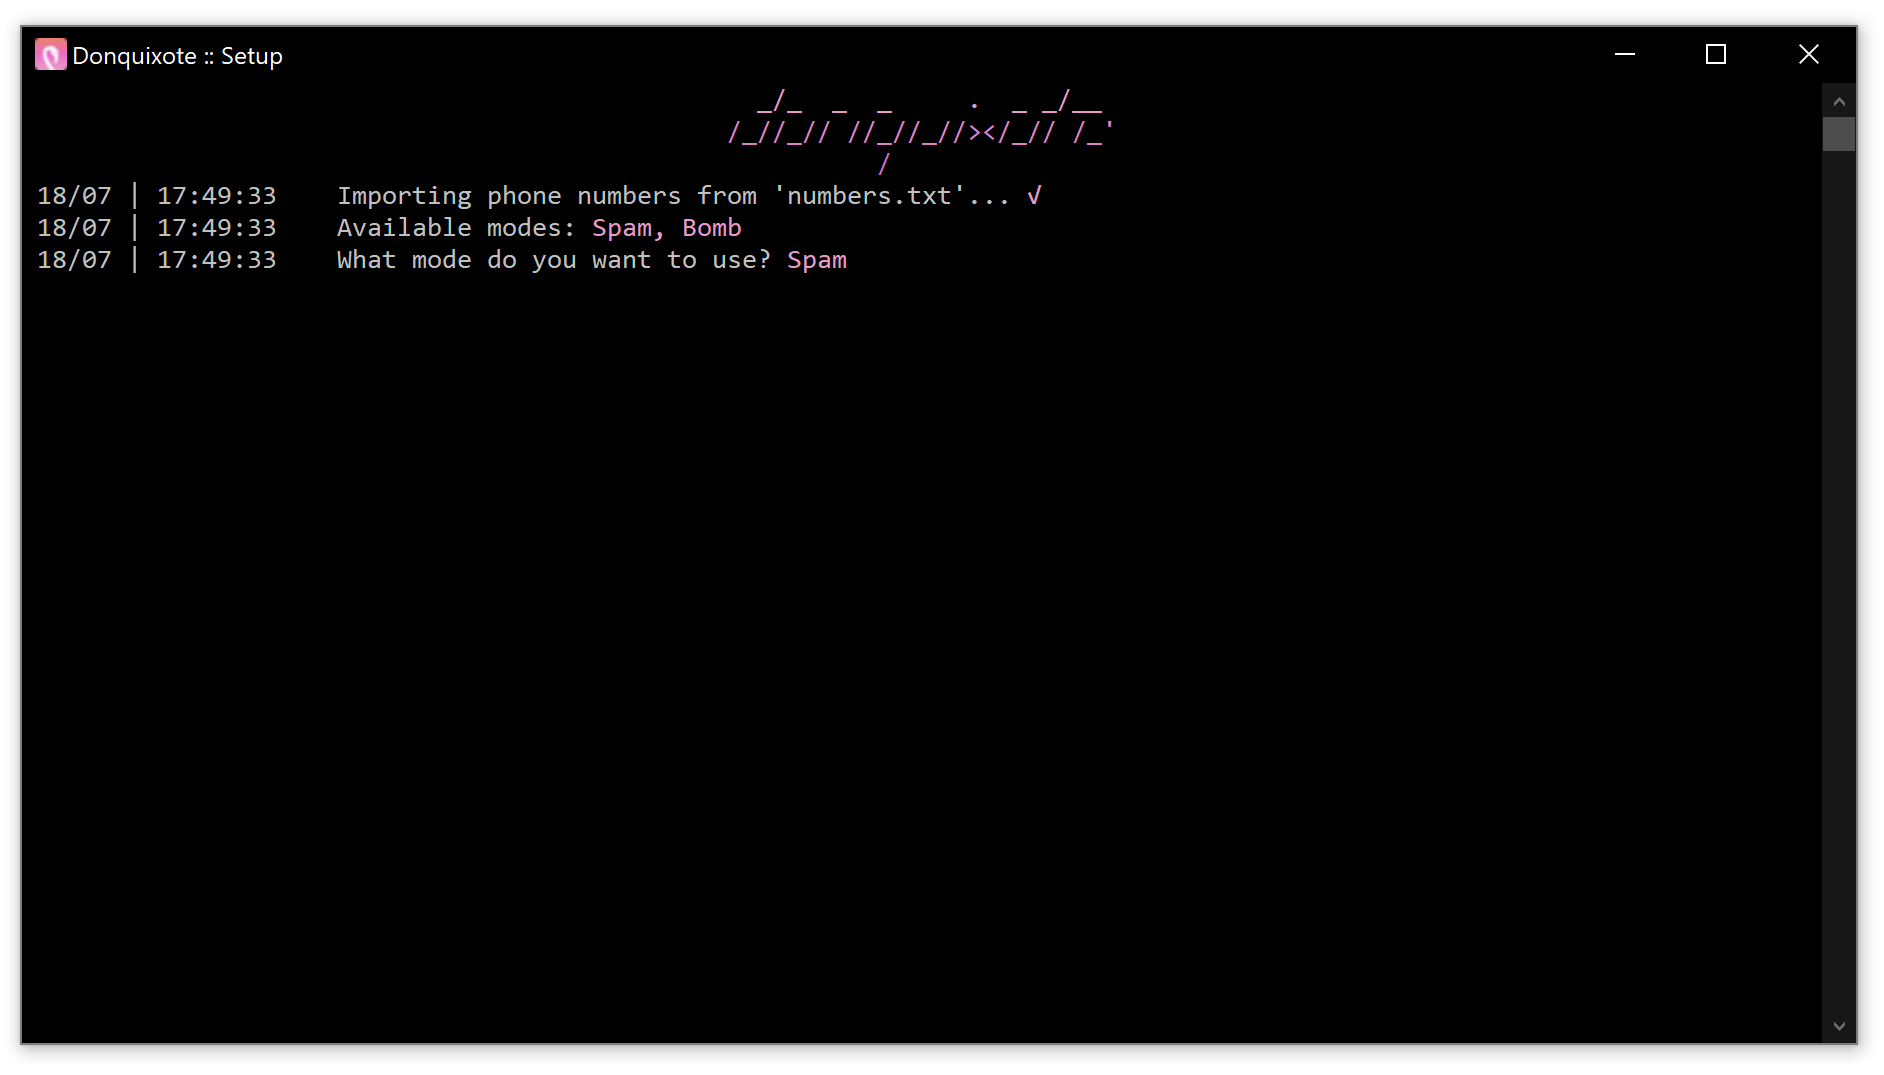 Donquixote :: Setup
   _/_  _  _     .  _ _/__
 /_//_// //_//_//></_// /_'
           /
18/07 | 17:49:33    Importing phone numbers from 'numbers.txt'... √
18/07 | 17:49:33    Available modes: Spam, Bomb
18/07 | 17:49:33    What mode do you want to use? Spam